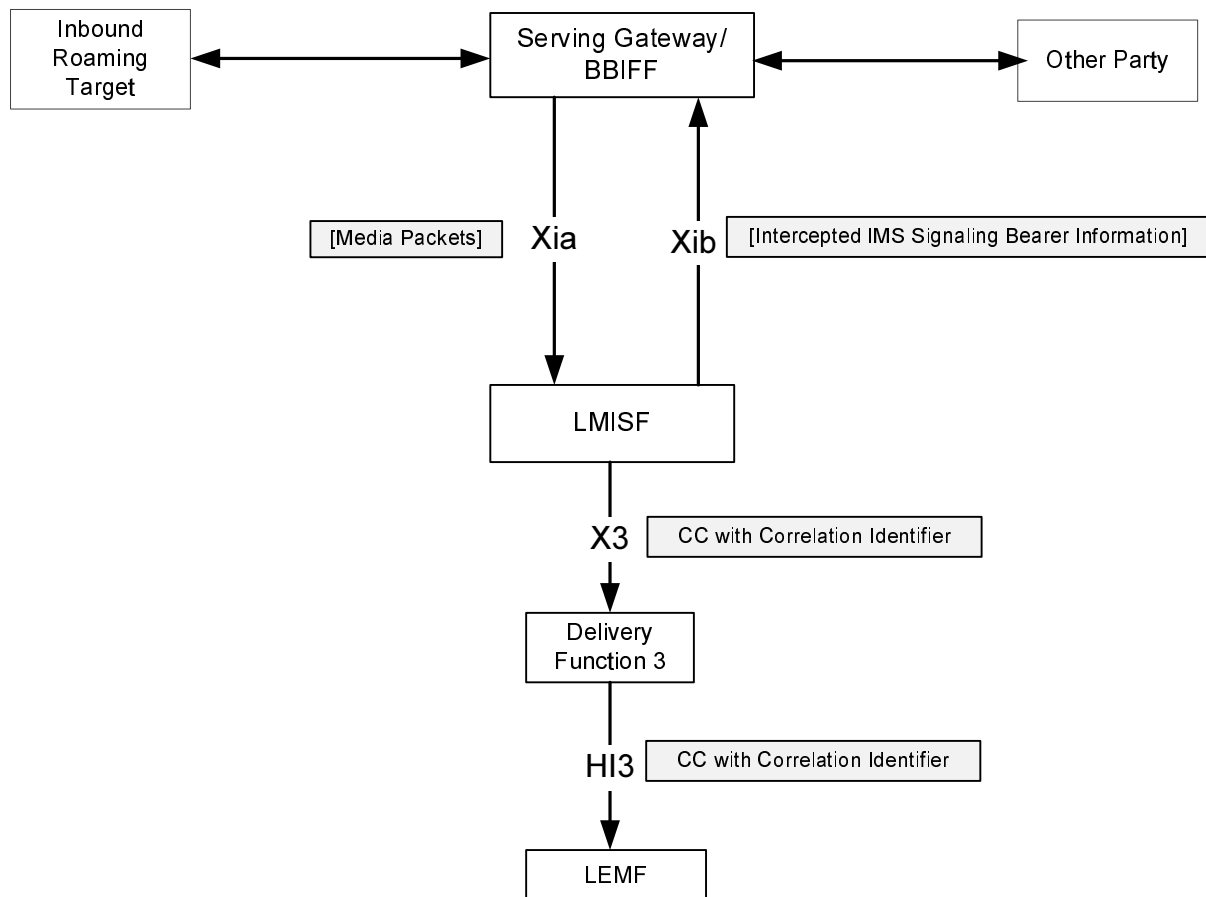 Inbound
Roaming
Target
Serving Gateway/
BBIFF
Other Party
[Media Packets]
Xia
Xib
[Intercepted IMS Signaling Bearer Information]
LMISF
X3
CC with Correlation Identifier
Delivery
Function 3
HI3
CC with Correlation Identifier
LEMF